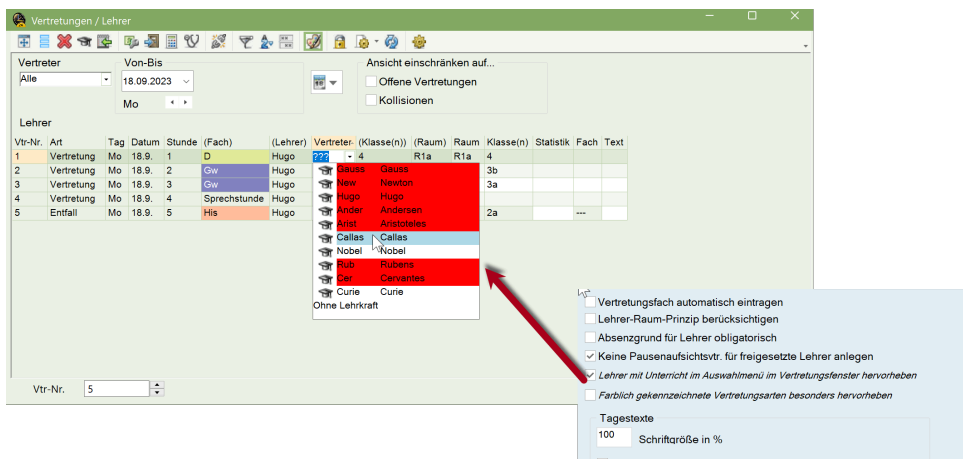 Vertretungen / Lehrer
Vertreter
Von-Bis
Ansicht einschränken auf...
Alle
18.09.2023
Offene Vertretungen
Mo
Kollisionen
Lehrer
Vtr-Nr. Art Tag Datum Stunde (Fach) (Lehrer) Vertreter (Klasse(n)) (Raum) Raum Klasse(n) Statistik Fach Text
1 Vertretung Mo 18.9. 1 D Hugo ??? 4 R1a R1a 4
2 Vertretung Mo 18.9. 2 Gw Hugo 3b
3 Vertretung Mo 18.9. 3 Gw Hugo 3a
4 Vertretung Mo 18.9. 4 Sprechstunde Hugo
5 Entfall Mo 18.9. 5 His Hugo 2a ---
Gauss Gauss
New Newton
Hugo Hugo
Ander Andersen
Arist Aristoteles
Callas Callas
Nobel Nobel
Rub Rubens
Cer Cervantes
Curie Curie
Ohne Lehrkraft
Vtr-Nr. 5
Vertretungsfach automatisch eintragen
Lehrer-Raum-Prinzip berücksichtigen
Absenzgrund für Lehrer obligatorisch
Keine Pausenaufsichtsvtr. für freigesetzte Lehrer anlegen
Lehrer mit Unterricht im Auswahlmenü im Vertretungsfenster hervorheben
Farblich gekennzeichnete Vertretungsarten besonders hervorheben
Tagestexte
100 Schriftgröße in %